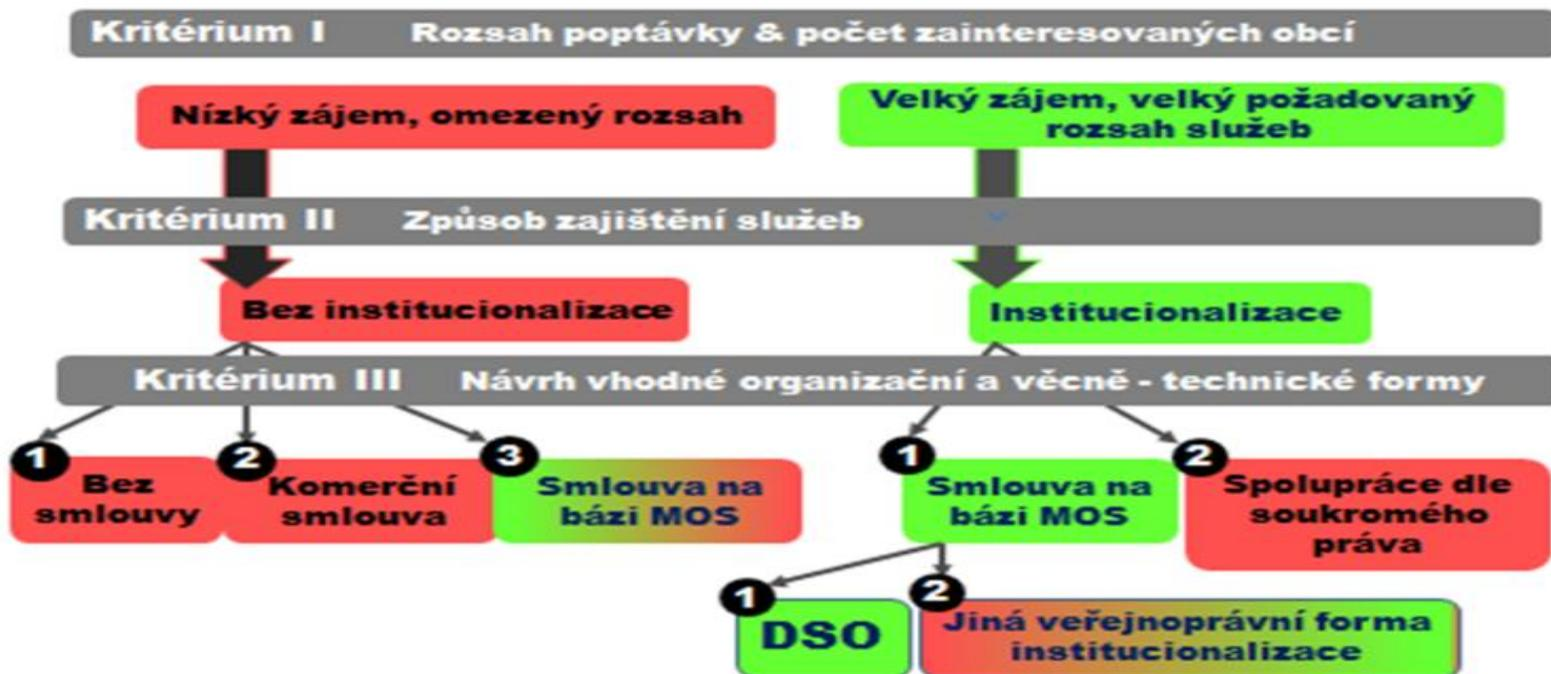 Kritérium I Rozsah poptávky & počet zainteresovaných obcí
Nízký zájem, omezený rozsah
Velký zájem, velký požadovaný
rozsah služeb
Kritérium II Způsob zajištění služeb
Bez institucionalizace
Institucionalizace
Kritérium III Návrh vhodné organizační a věcně - technické formy
1
Bez
smlouvy
2
Komerční
smlouva
3
Smlouva na
bázi MOS
1
Smlouva na
bázi MOS
2
Spolupráce dle
soukromého
práva
1
DSO
2
Jiná veřejnoprávní forma
institucionalizace